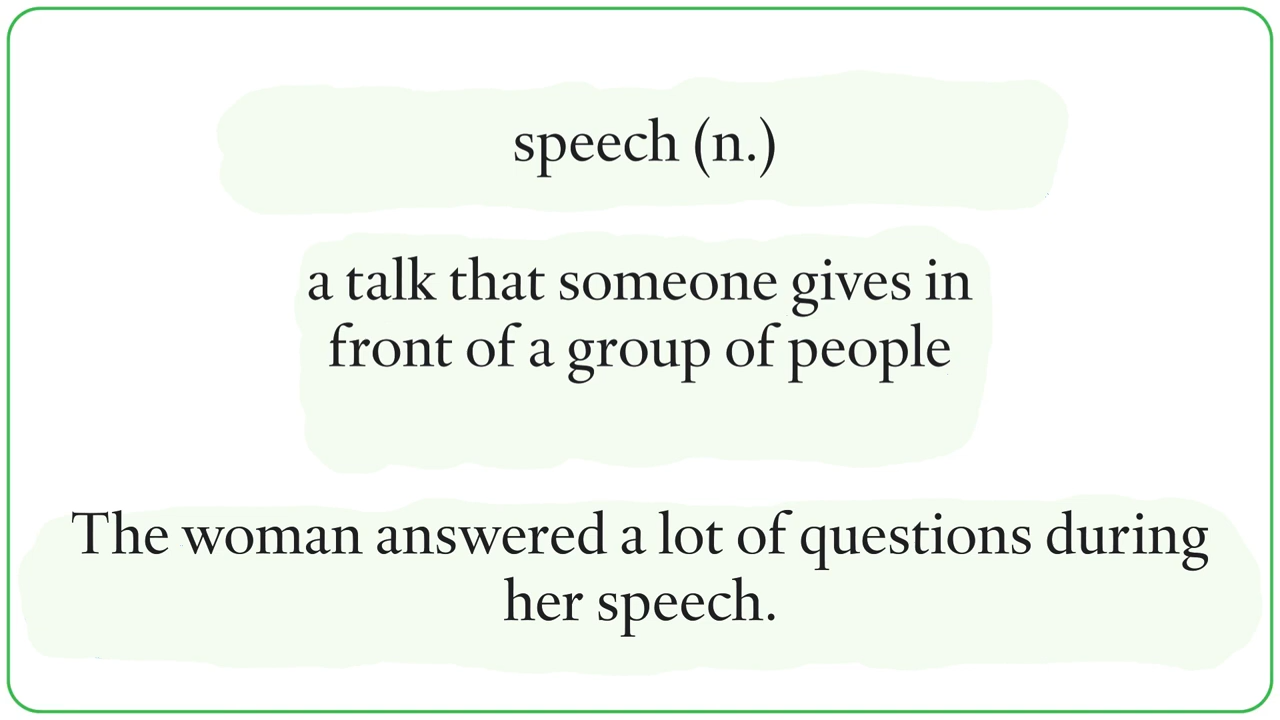 speech (n.)
a talk that someone gives in
front of a group of people
The woman answered a lot of questions during
her speech.